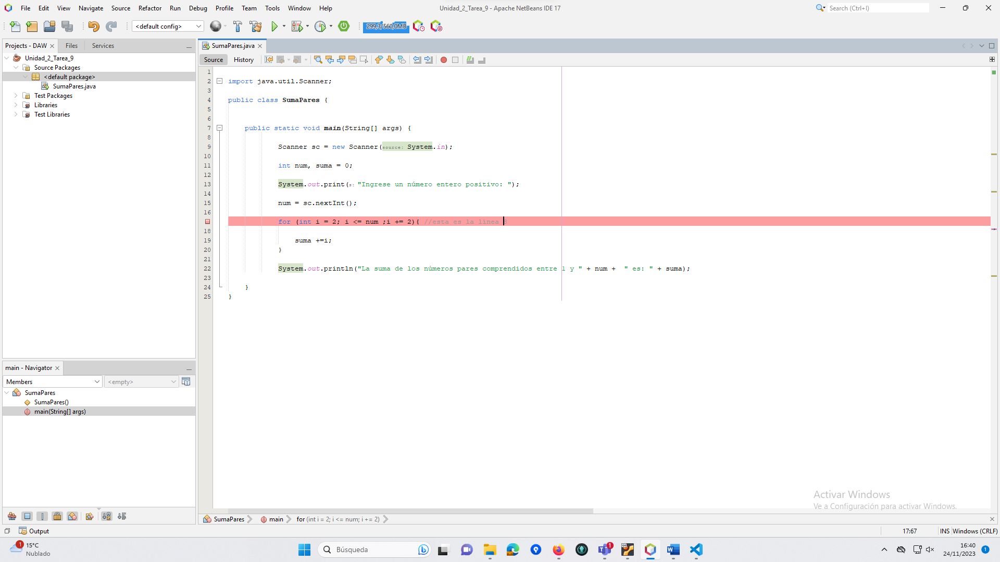 File Edit View Navigate Source Refactor Run Debug Profile Team Tools Window Help
Unidad_2_Tarea_9 - Apache NetBeans IDE 17
Search (Ctrl+I)
<default config>
299,3/560,0MB
Projects - DAW
Files
Services
SumaPares.java
Unidad_2_Tarea_9
Source Packages
<default package>
SumaPares.java
Test Packages
Libraries
Test Libraries
Source
History
1
2 import java.util.Scanner;
3
4 public class SumaPares {
5
6
7 public static void main(String[] args) {
8
9 Scanner sc = new Scanner(source: System.in);
10
11 int num, suma = 0;
12
13 System.out.print(s: "Ingrese un número entero positivo: ");
14
15 num = sc.nextInt();
16
for (int i = 2; i <= num ;i += 2){ //esta es la linea 8
18
19 suma +=i;
20 }
21
22 System.out.println("La suma de los números pares comprendidos entre 1 y " + num + " es: " + suma);
23
24 }
25 }
main - Navigator
Members
<empty>
SumaPares
SumaPares()
main(String[] args)
Activar Windows
Ve a Configuración para activar Windows.
SumaPares
main
for (int i = 2; i <= num; i += 2)
Output
17:67
INS
Windows (CRLF)
1
15°C
Nublado
Búsqueda
1
16:40
24/11/2023
1